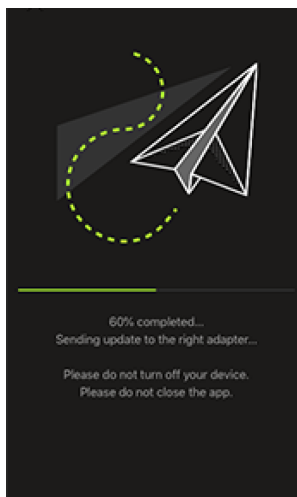 60% completed...
Sending update to the right adapter...
Please do not turn off your device.
Please do not close the app.